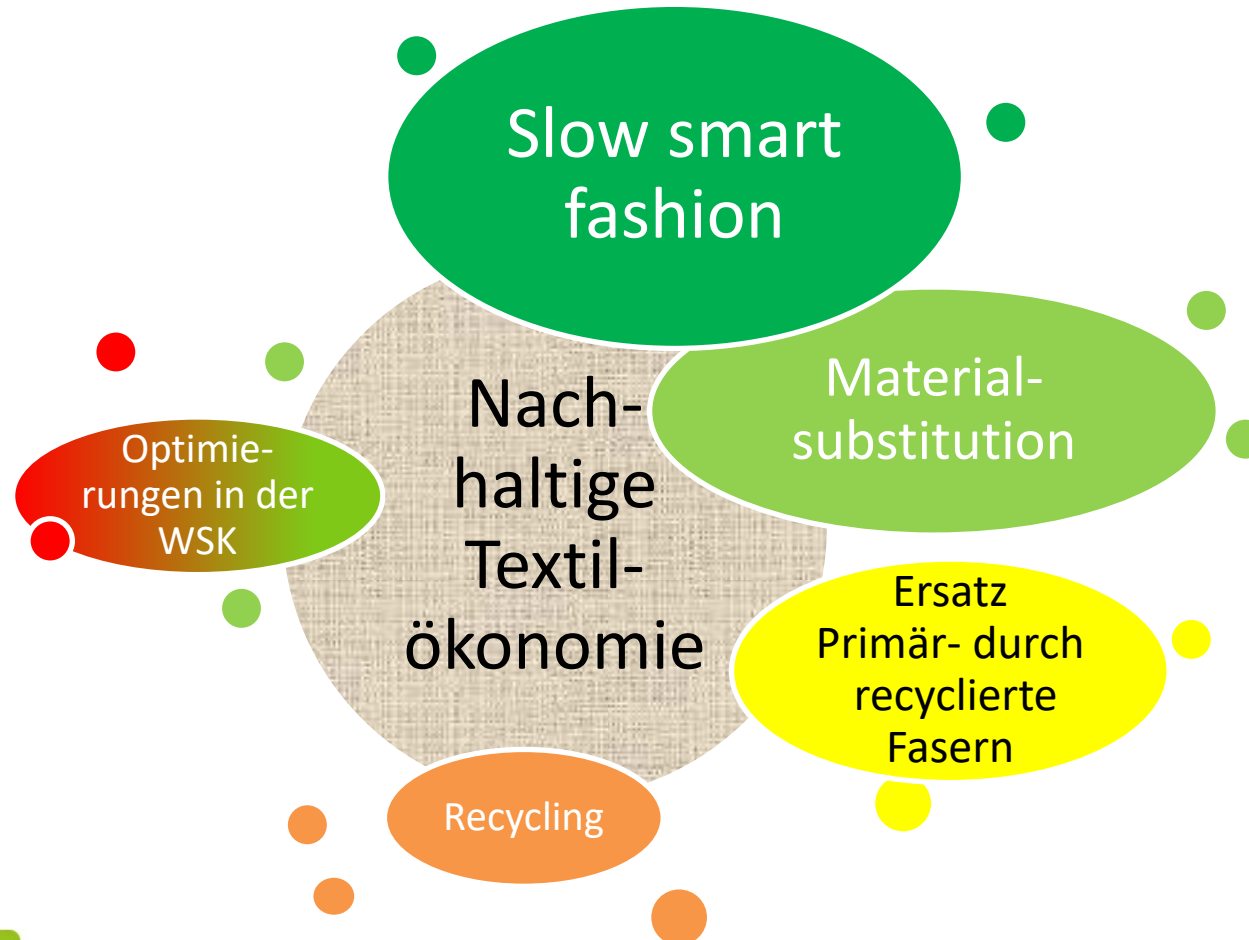 Slow smart
fashion
Material-
substitution
Nach-
haltige
Textil-
ökonomie
Optimie-
rungen in der
WSK
Ersatz
Primär- durch
recyclierte
Fasern
Recycling